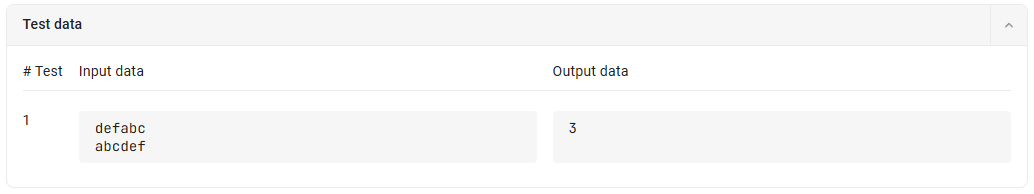 Test data
# Test Input data Output data
1 defabc 3
abcdef